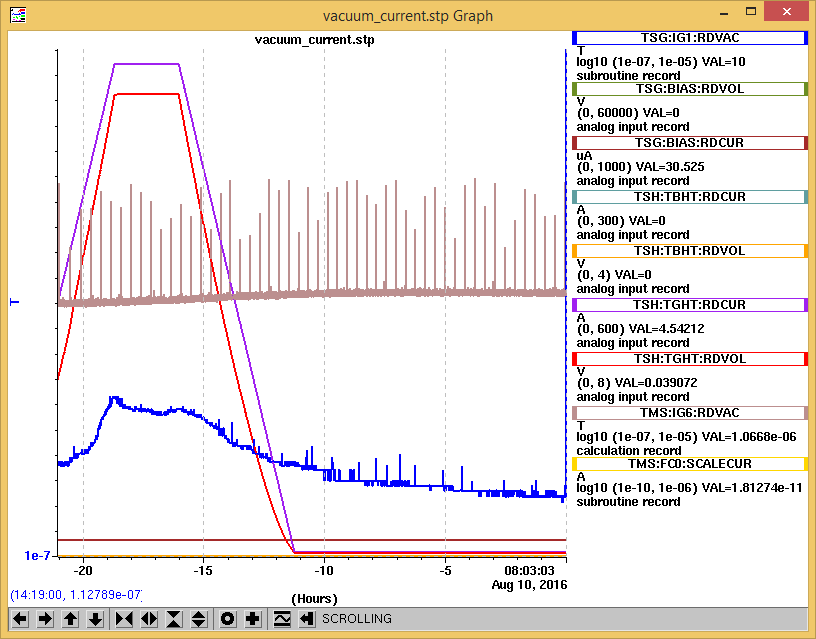 vacuum_current.stp Graph
vacuum_current.stp
TSG:IG1:RDVAC
T
log10 (1e-07, 1e-05) VAL=10
subroutine record
TSG:BIAS:RDVOL
V
(0, 60000) VAL=0
analog input record
TSG:BIAS:RDCUR
uA
(0, 1000) VAL=30.525
analog input record
TSH:TBHT:RDCUR
A
(0, 300) VAL=0
analog input record
TSH:TBHT:RDVOL
V
(0, 4) VAL=0
analog input record
TSH:TGHT:RDCUR
A
(0, 600) VAL=4.54212
analog input record
TSH:TGHT:RDVOL
V
(0, 8) VAL=0.039072
analog input record
TMS:IG6:RDVAC
T
log10 (1e-07, 1e-05) VAL=1.0668e-06
calculation record
TMS:FC0:SCALECUR
A
log10 (1e-10, 1e-06) VAL=1.81274e-11
subroutine record
T
1e-7
-20 -15 -10 -5 08:03:03
Aug 10, 2016
(14:19:00, 1.12789e-07)
(Hours)
SCROLLING